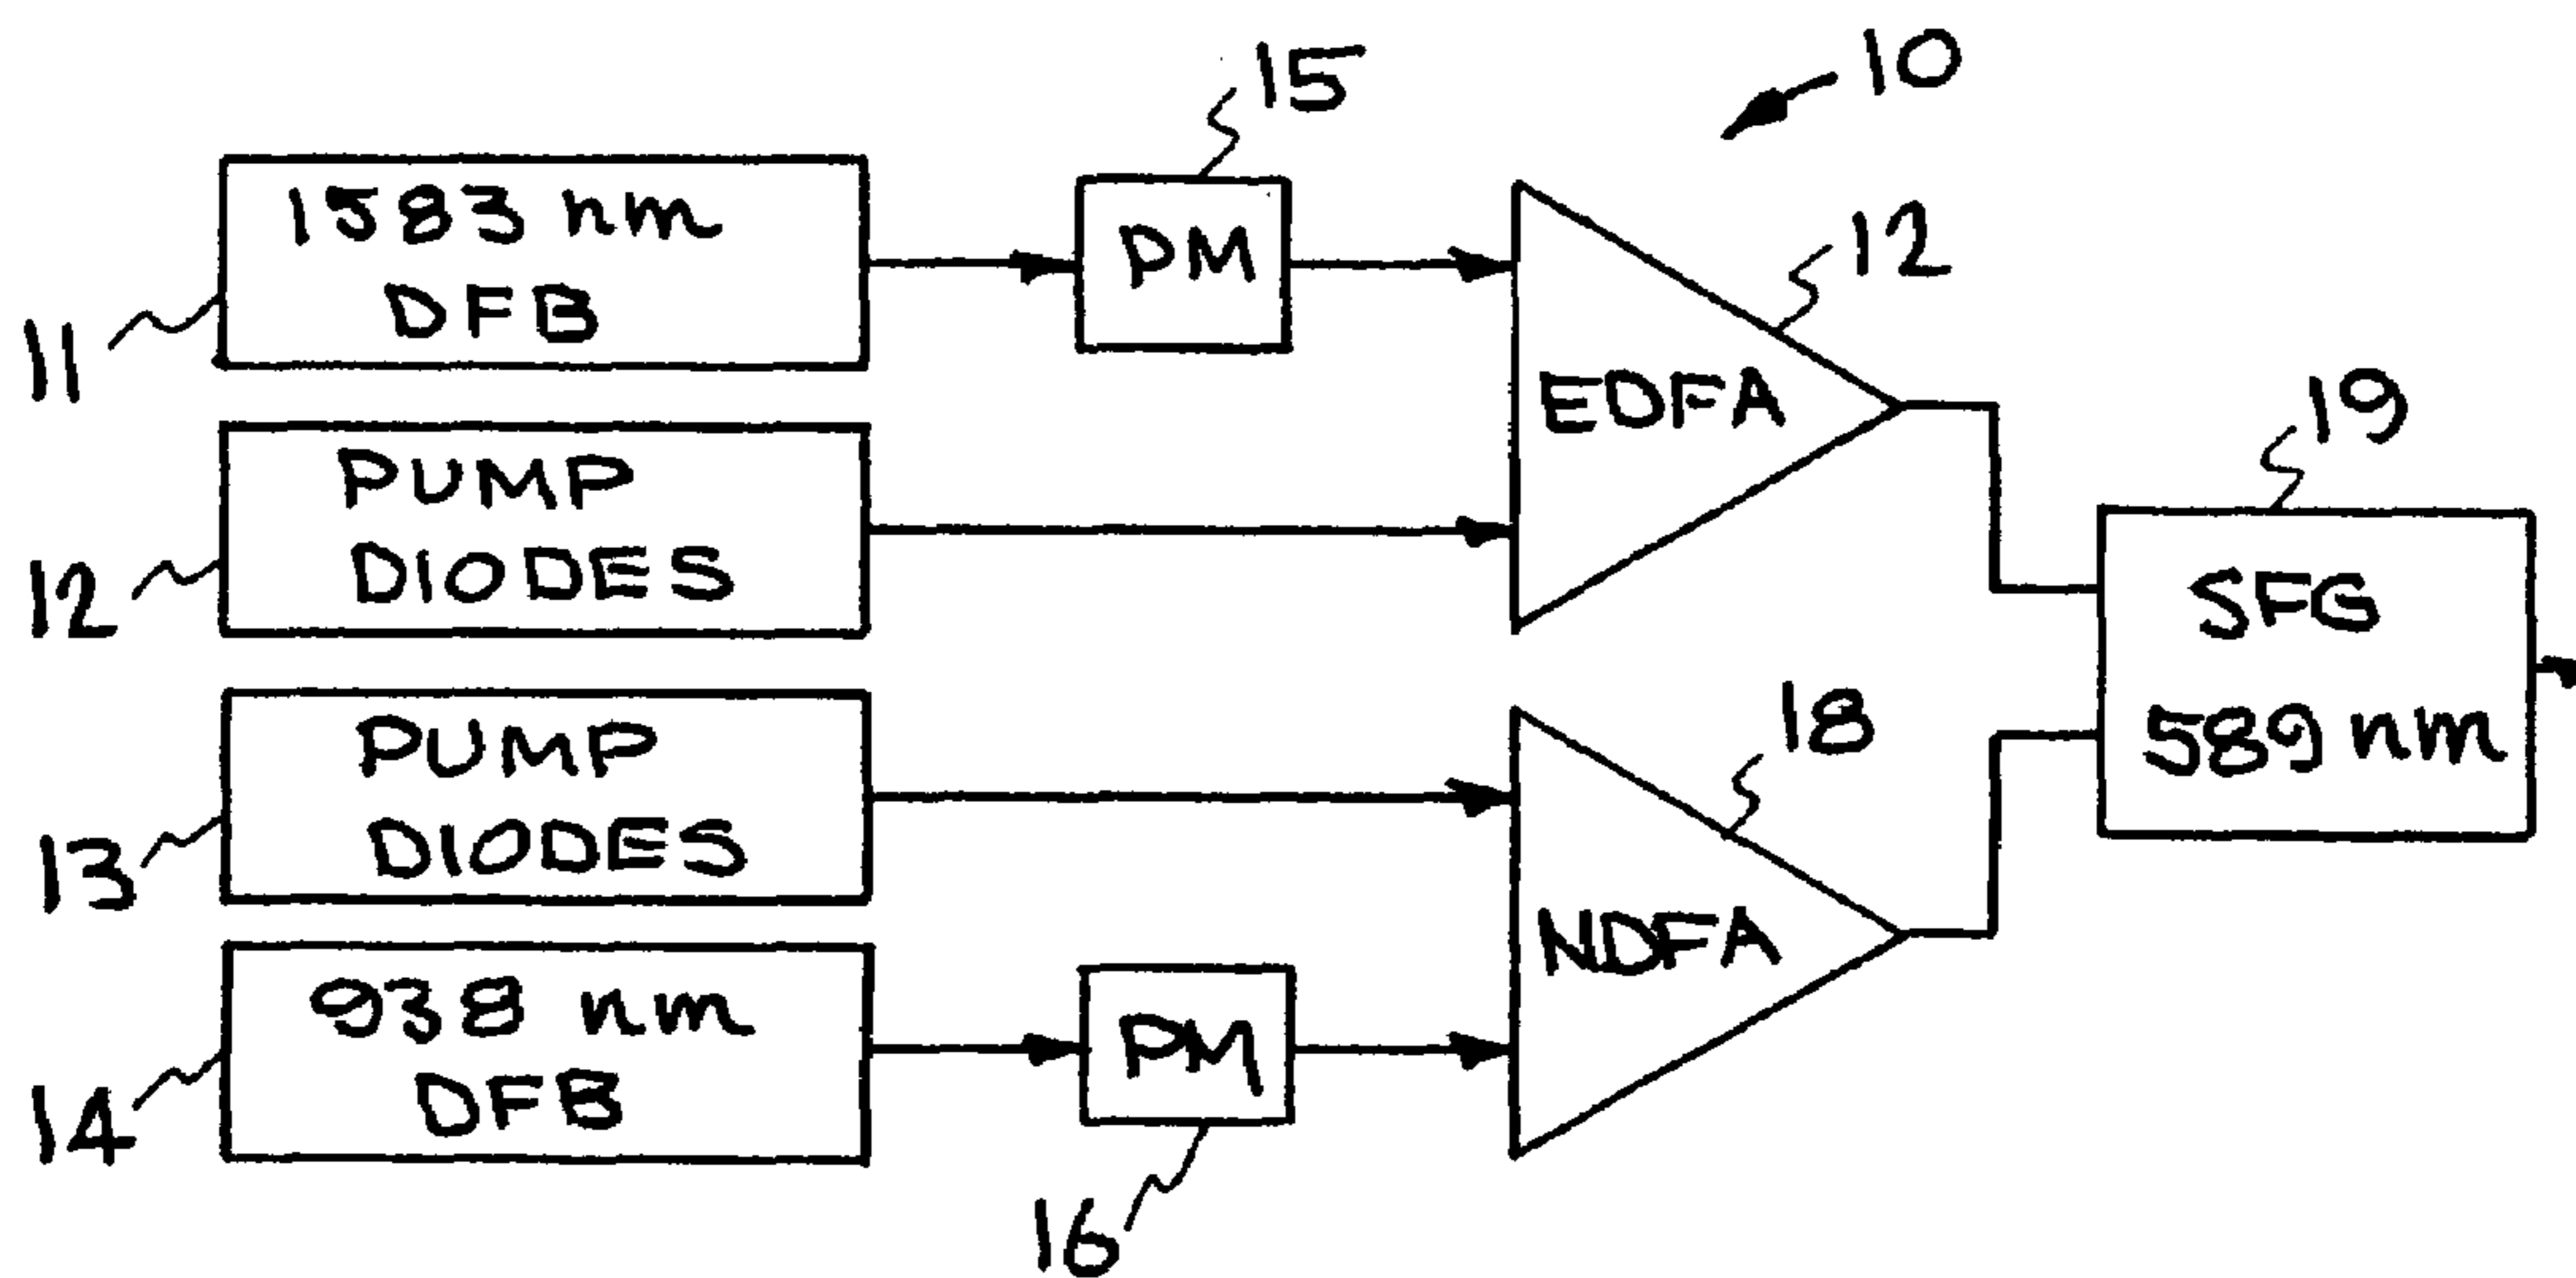 10
15
1583 nm
DFB
11
PM
12
EDFA
PUMP
DIODES
12
19
SFG
589 nm
PUMP
DIODES
13
18
NDFA
938 nm
DFB
14
PM
16